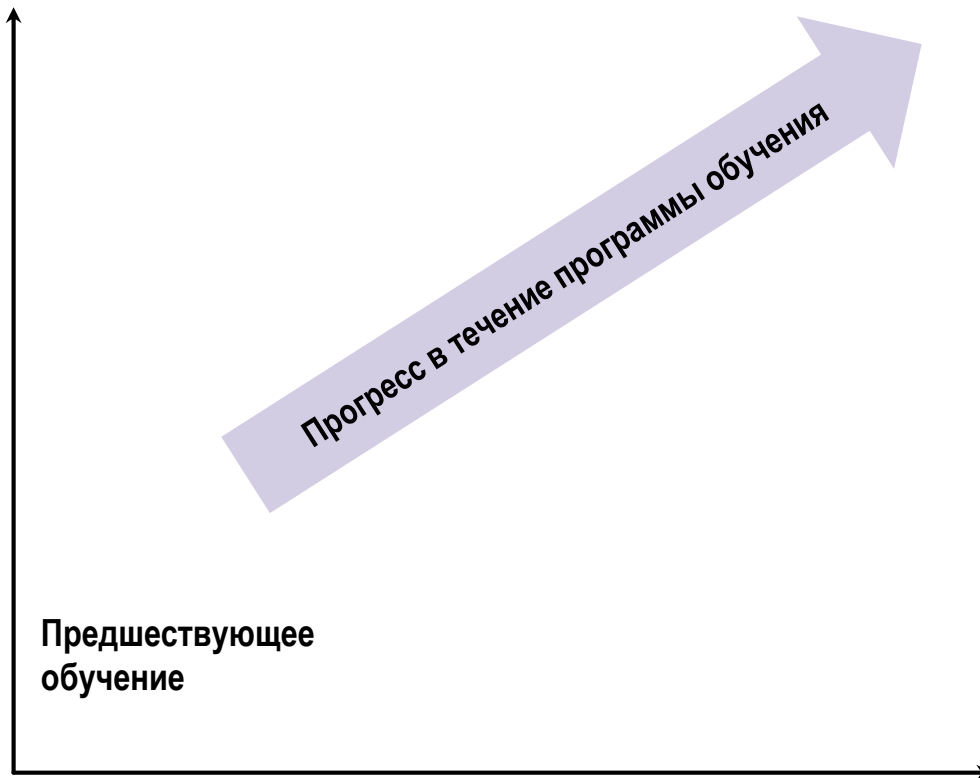 Прогресс в течение программы обучения
Предшествующее
обучение